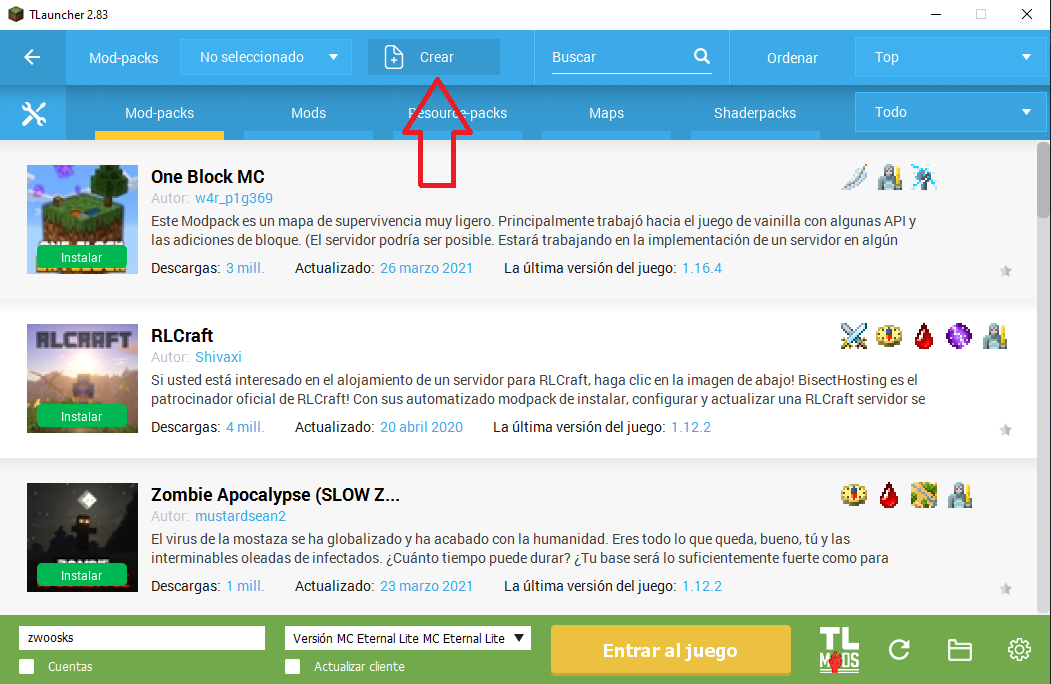 TLauncher 2.83
Mod-packs
No seleccionado
Crear
Buscar
Ordenar
Top
Mod-packs
Mods
Resource-packs
Maps
Shaderpacks
Todo
One Block MC
Autor: w4r_p1g369
Este Modpack es un mapa de supervivencia muy ligero. Principalmente trabajó hacia el juego de vainilla con algunas API y
las adiciones de bloque. (El servidor podría ser posible. Estará trabajando en la implementación de un servidor en algún
Instalar
Descargas: 3 mill. Actualizado: 26 marzo 2021 La última versión del juego: 1.16.4
RLCRAFT
RLCraft
Autor: Shivaxi
Si usted está interesado en el alojamiento de un servidor para RLCraft, haga clic en la imagen de abajo! BisectHosting es el
patrocinador oficial de RLCraft! Con sus automatizado modpack de instalar, configurar y actualizar una RLCraft servidor se
Instalar
Descargas: 4 mill. Actualizado: 20 abril 2020 La última versión del juego: 1.12.2
Zombie Apocalypse (SLOW Z...
Autor: mustardsean2
El virus de la mostaza se ha globalizado y ha acabado con la humanidad. Eres todo lo que queda, bueno, tú y las
interminables oleadas de infectados. ¿Cuánto tiempo puede durar? ¿Tu base será lo suficientemente fuerte como para
Instalar
Descargas: 1 mill. Actualizado: 23 marzo 2021 La última versión del juego: 1.12.2
zwoosks
Versión MC Eternal Lite MC Eternal Lite
Entrar al juego
TL
MODS
Cuentas
Actualizar cliente